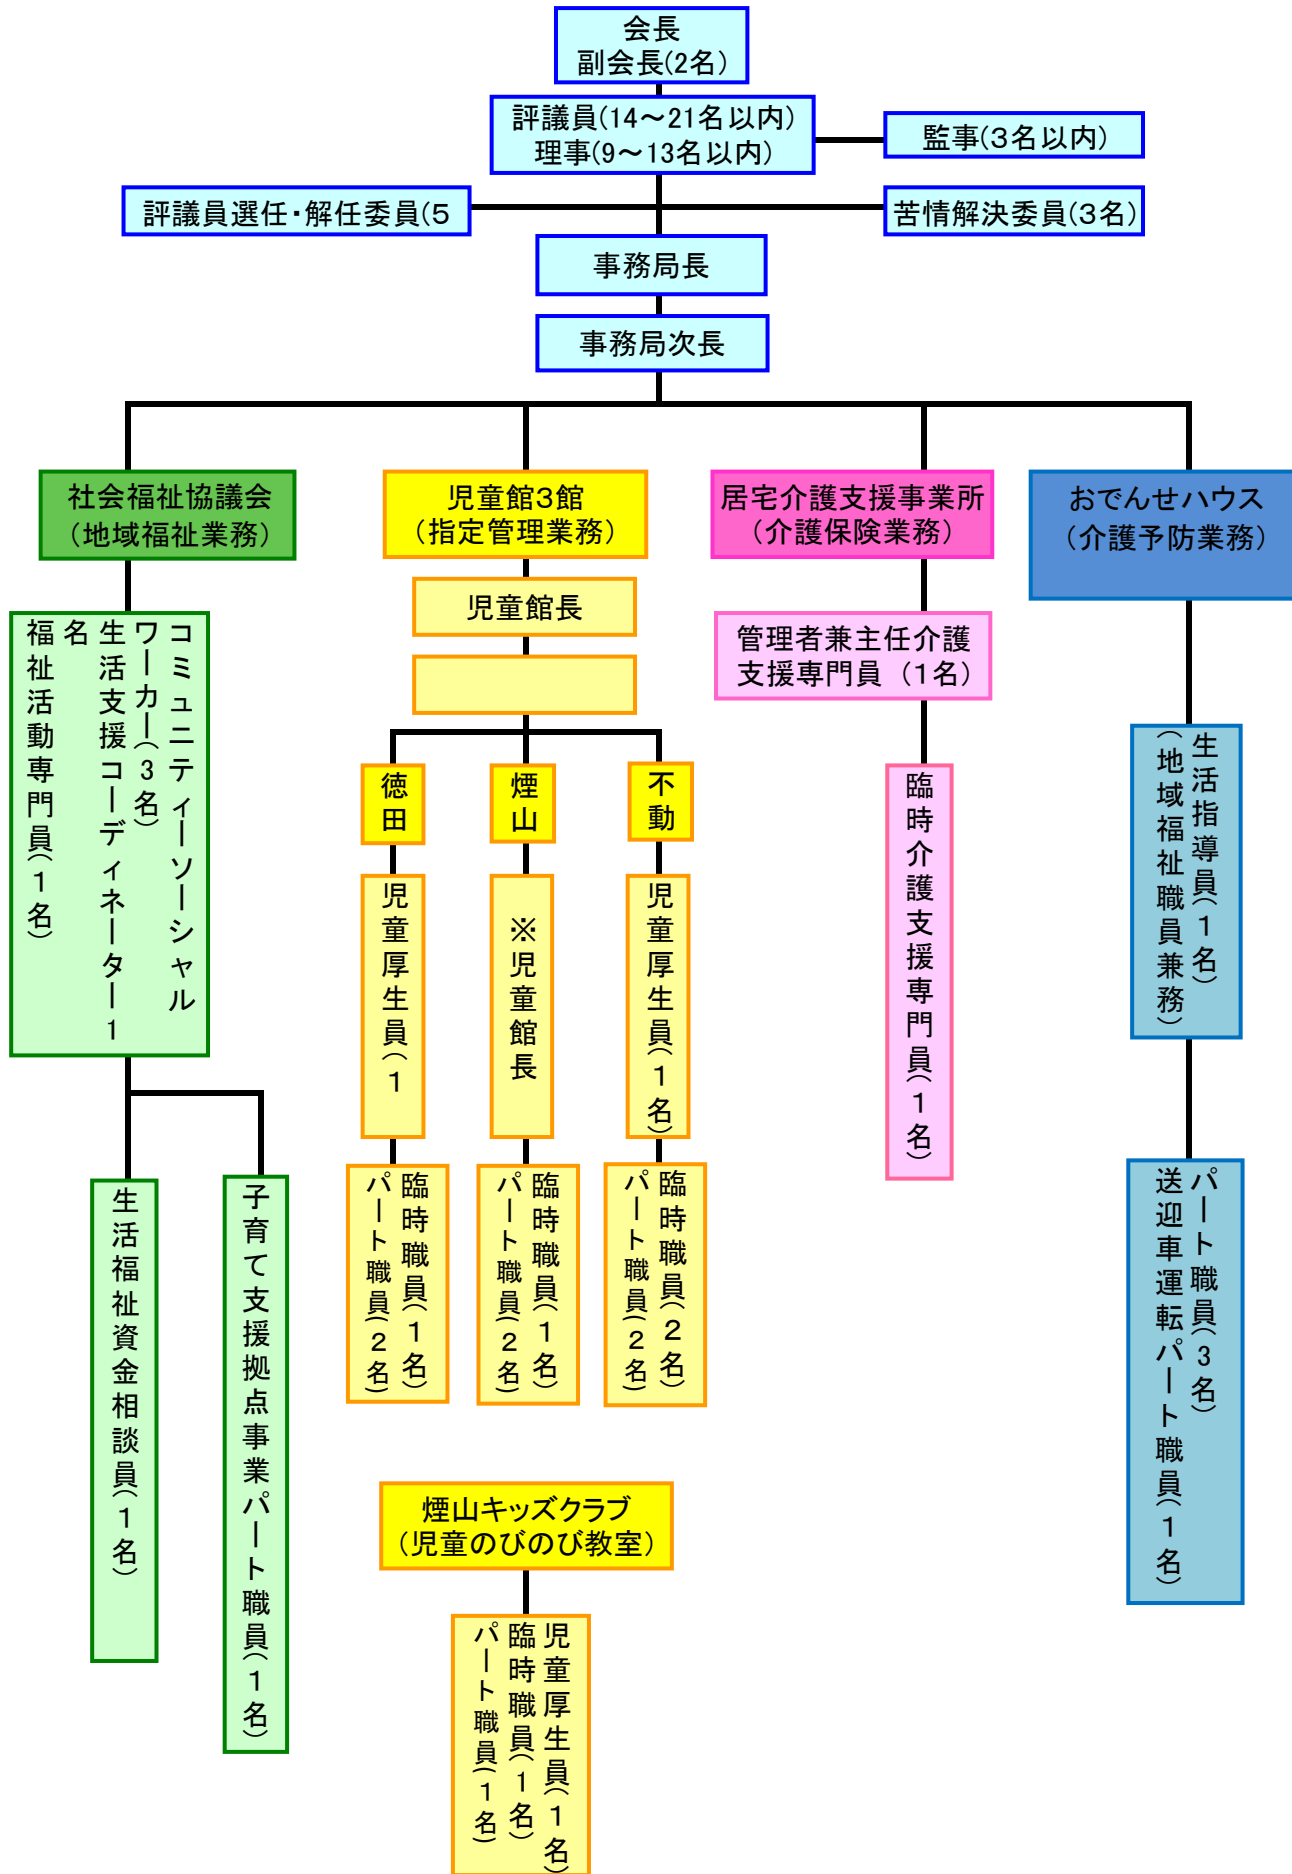 会長
副会長(2名)
評議員(14～21名以内)
理事(9～13名以内)
監事(3名以内)
評議員選任・解任委員(5
苦情解決委員(3名)
事務局長
事務局次長
社会福祉協議会
(地域福祉業務)
児童館3館
(指定管理業務)
居宅介護支援事業所
(介護保険業務)
おでんせハウス
(介護予防業務)
コミュニティーソーシャル
ワーカー(3名)
生活支援コーディネーター1
名
福祉活動専門員(1名)
児童館長
管理者兼主任介護
支援専門員 (1名)
徳田
煙山
不動
児童厚生員(1
※児童館長
児童厚生員(1名)
臨時介護支援専門員(1名)
生活指導員(1名)
(地域福祉職員兼務)
臨時職員(1名)
パート職員(2名)
臨時職員(1名)
パート職員(2名)
臨時職員(2名)
パート職員(2名)
パート職員(3名)
送迎車運転パート職員(1名)
生活福祉資金相談員(1名)
子育て支援拠点事業パート職員(1名)
煙山キッズクラブ
(児童のびのび教室)
児童厚生員(1名)
臨時職員(1名)
パート職員(1名)